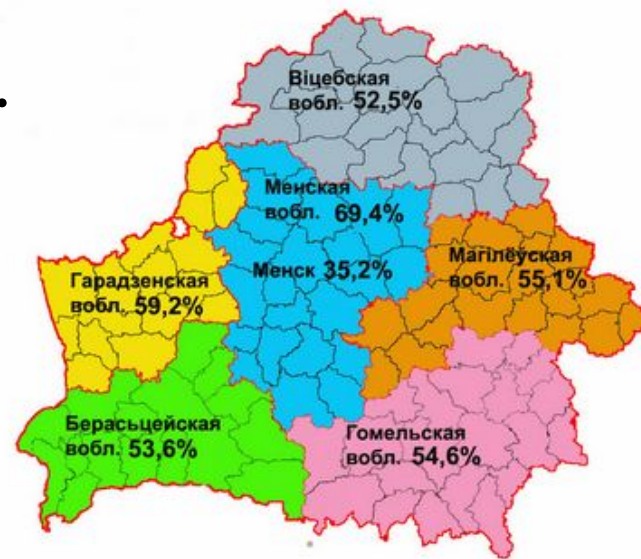 Віцебская
вобл. 52,5%
Менская
вобл. 69,4%
Менск 35,2%
Магілёўская
вобл. 55,1%
Гарадзенская
вобл. 59,2%
Берасьцейская
вобл. 53,6%
Гомельская
вобл. 54,6%